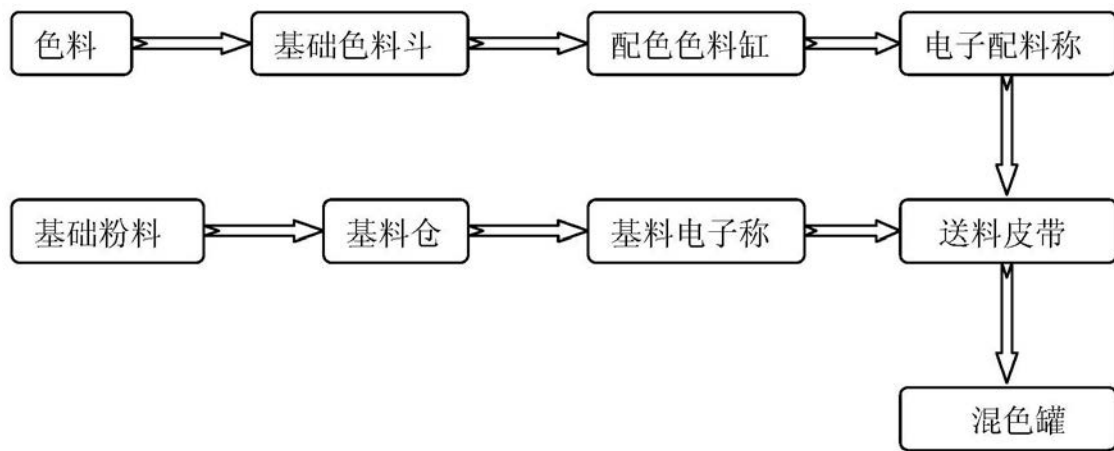 色料
基础色料斗
配色色料缸
电子配料称
基础粉料
基料仓
基料电子称
送料皮带
混色罐